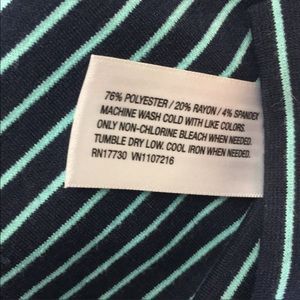 76% POLYESTER / 20% RAYON / 4% SPANDEX
MACHINE WASH COLD WITH LIKE COLORS.
ONLY NON-CHLORINE BLEACH WHEN NEEDED.
TUMBLE DRY LOW. COOL IRON WHEN NEEDED.
RN17730 VN1107216